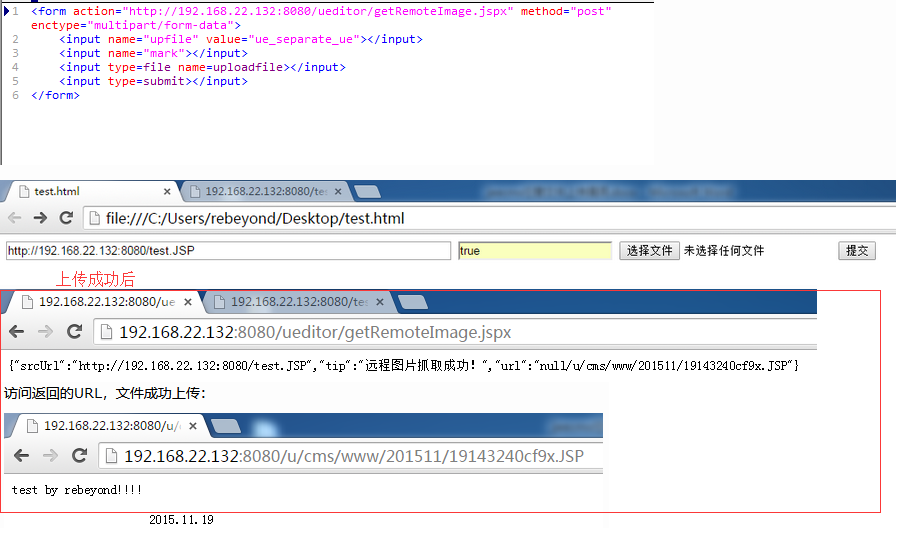 1 <form action="http://192.168.22.132:8080/ueditor/getRemoteImage.jspx" method="post"
enctype="multipart/form-data">
2 <input name="upfile" value="ue_separate_ue"></input>
3 <input name="mark"></input>
4 <input type=file name=uploadfile></input>
5 <input type=submit></input>
6 </form>
test.html 192.168.22.132:8080/te
file:///C:/Users/rebeyond/Desktop/test.html
http://192.168.22.132:8080/test.JSP true 选择文件 未选择任何文件 提交
上传成功后
192.168.22.132:8080/ue 192.168.22.132:8080/te
192.168.22.132:8080/ueditor/getRemoteImage.jspx
{"srcUrl":"http://192.168.22.132:8080/test.JSP","tip":"远程图片抓取成功！","url":"null/u/cms/www/201511/19143240cf9x.JSP"}
访问返回的URL，文件成功上传：
192.168.22.132:8080/u/
192.168.22.132:8080/u/cms/www/201511/19143240cf9x.JSP
test by rebeyond!!!!
2015.11.19